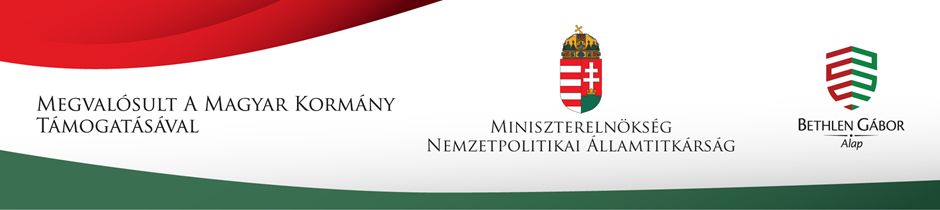 MEGVALÓSULT A MAGYAR KORMÁNY
TÁMOGATÁSÁVAL
MINISZTERELNÖKSÉG
NEMZETPOLITIKAI ÁLLAMTITKÁRSÁG
BETHLEN GÁBOR
Alap